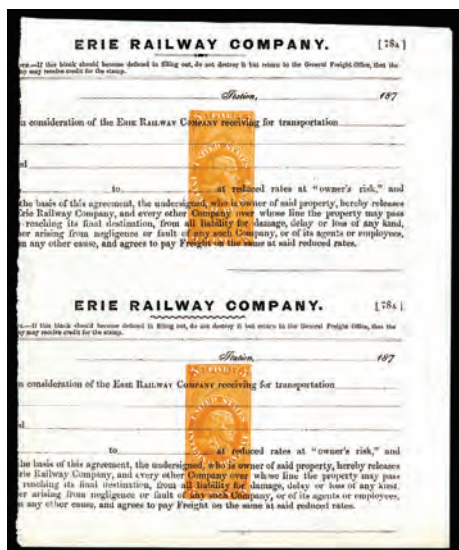 ERIE RAILWAY COMPANY.
[78A]
—If this blank should become defaced in filling out, do not destroy it but return to the General Freight Office, that the
may receive credit for the stamp.
Station, 187
consideration of the ERIE RAILWAY COMPANY receiving for transportation
UNITED STATES
to at reduced rates at "owner's risk," and
the basis of this agreement, the undersigned, who is owner of said property, hereby releases
Erie Railway Company, and every other Company over whose line the property may pass
reaching its final destination, from all liability for damage, delay or loss of any kind,
er arising from negligence or fault of any such Company, or of its agents or employees,
m any other cause, and agrees to pay Freight on the same at said reduced rates.
ERIE RAILWAY COMPANY.
[78A]
—If this blank should become defaced in filling out, do not destroy it but return to the General Freight Office, that the
y may receive credit for the stamp.
Station, 187
n consideration of the ERIE RAILWAY COMPANY receiving for transportation
UNITED STATES
to at reduced rates at "owner's risk," and
he basis of this agreement, the undersigned, who is owner of said property, hereby releases
rie Railway Company, and every other Company over whose line the property may pass
reaching its final destination, from all liability for damage, delay or loss of any kind,
er arising from negligence or fault of any such Company, or of its agents or employees,
n any other cause, and agrees to pay Freight on the same at said reduced rates.